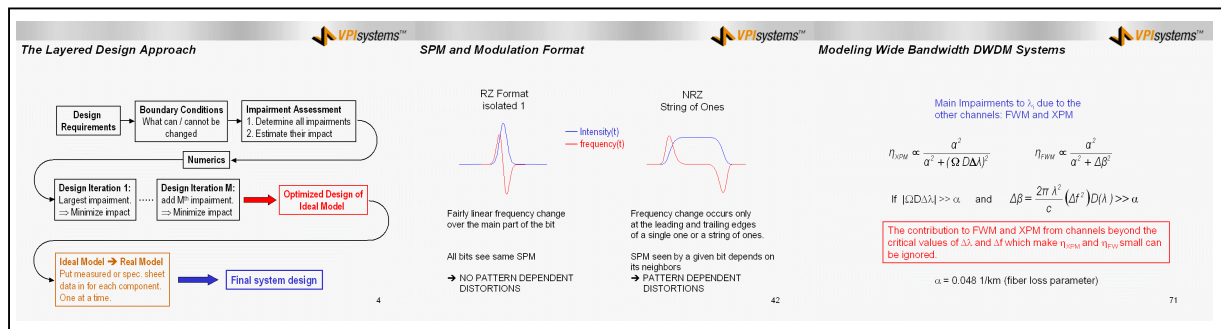 VPIsystems™
The Layered Design Approach
Design
Requirements
Boundary Conditions
What can / cannot be
changed
Impairment Assessment
1. Determine all impairments
2. Estimate their impact
Numerics
Design Iteration 1:
Largest impairment.
⇒ Minimize impact
.....
Design Iteration M:
add Mth impairment.
⇒ Minimize impact
Optimized Design of
Ideal Model
Ideal Model ➔ Real Model
Put measured or spec. sheet
data in for each component.
One at a time.
Final system design
4
VPIsystems™
SPM and Modulation Format
RZ Format
isolated 1
NRZ
String of Ones
Intensity(t)
frequency(t)
Fairly linear frequency change
over the main part of the bit
All bits see same SPM
➔ NO PATTERN DEPENDENT
DISTORTIONS
Frequency change occurs only
at the leading and trailing edges
of a single one or a string of ones.
SPM seen by a given bit depends on
its neighbors
➔ PATTERN DEPENDENT
DISTORTIONS
42
VPIsystems™
Modeling Wide Bandwidth DWDM Systems
Main Impairments to λi due to the
other channels: FWM and XPM
η_XPM ∝ α² / (α² + (Ω DΔλ)²)
η_FWM ∝ α² / (α² + Δβ²)
If |ΩDΔλ| >> α and Δβ = (2π λ² / c) (Δf²) D(λ) >> α
The contribution to FWM and XPM from channels beyond the
critical values of Δλ and Δf which make η_XPM and η_FW small can
be ignored.
α = 0.048 1/km (fiber loss parameter)
71